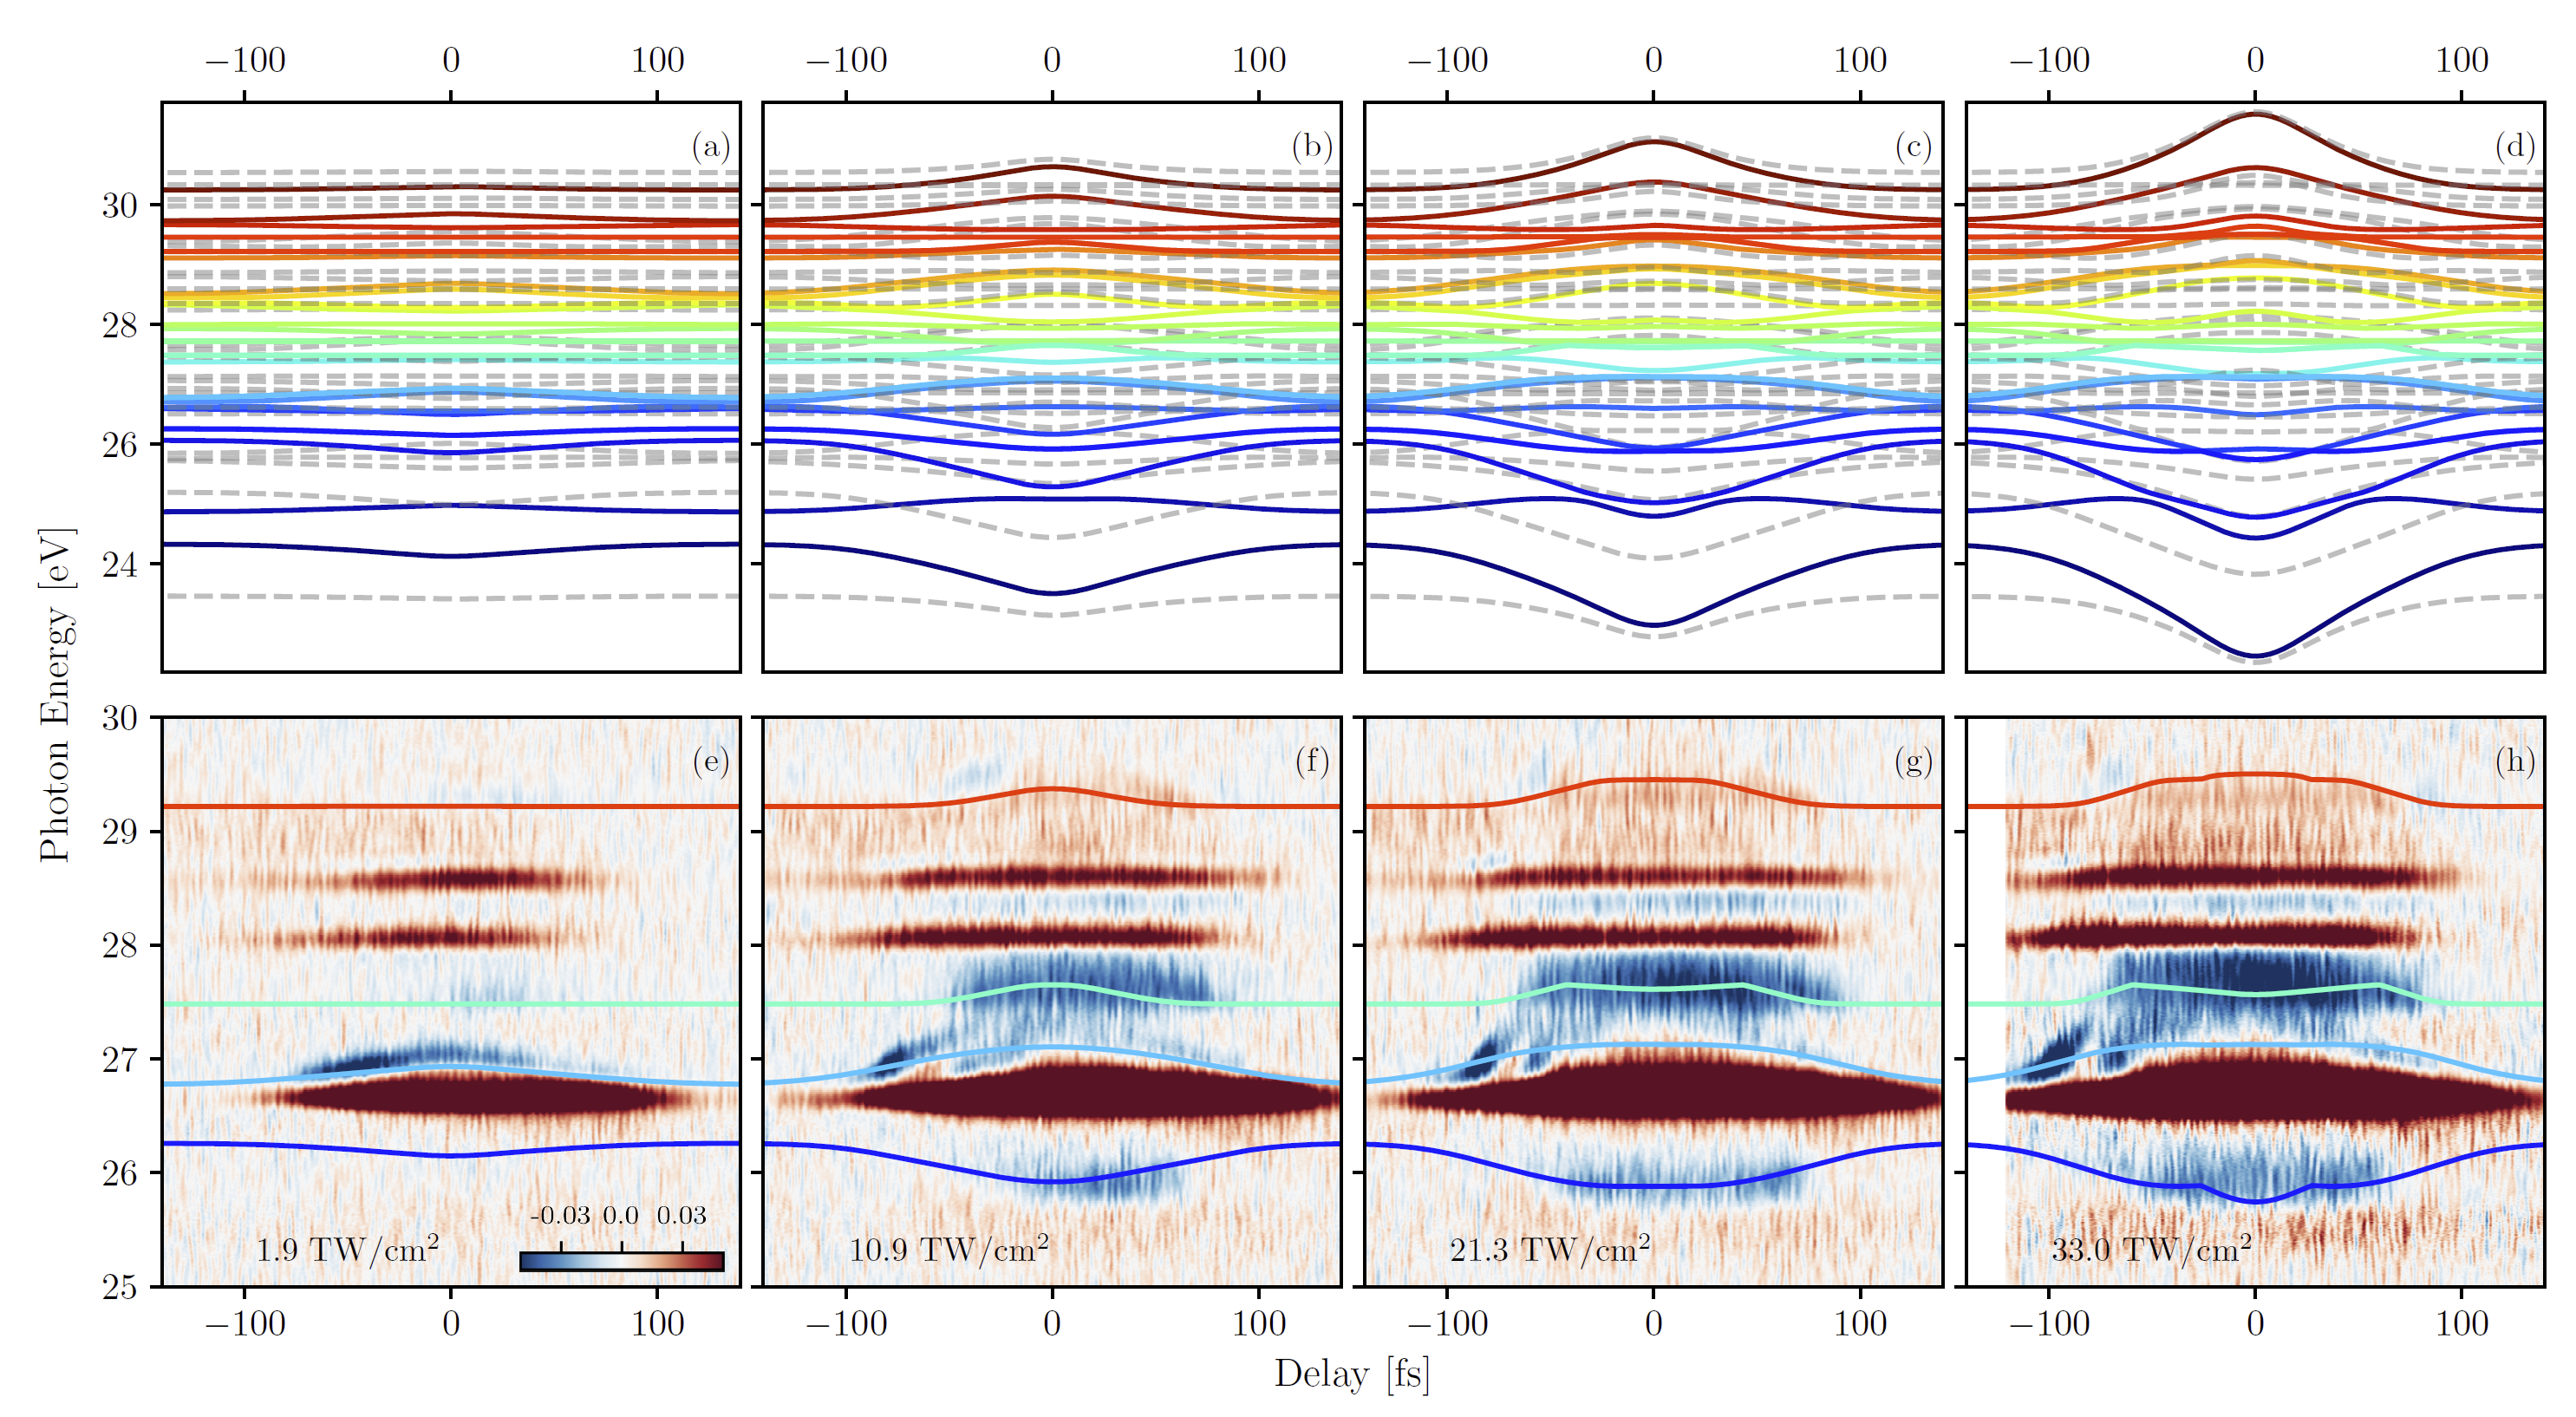 −100 0 100 −100 0 100 −100 0 100 −100 0 100
(a) (b) (c) (d)
30
28
26
24
Photon Energy [eV]
30
29
28
27
26
25
(e) (f) (g) (h)
-0.03 0.0 0.03
1.9 TW/cm² 10.9 TW/cm² 21.3 TW/cm² 33.0 TW/cm²
−100 0 100 −100 0 100 −100 0 100 −100 0 100
Delay [fs]